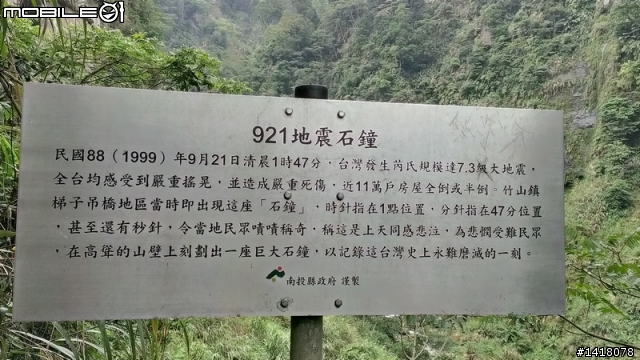 MOBILE01
921地震石鐘
民國88（1999）年9月21日清晨1時47分，台灣發生芮氏規模達7.3級大地震，
全台均感受到嚴重搖晃，並造成嚴重死傷，近11萬戶房屋全倒或半倒。竹山鎮
梯子吊橋地區當時即出現這座「石鐘」，時針指在1點位置，分針指在47分位置
，甚至還有秒針，令當地民眾嘖嘖稱奇，稱這是上天同感悲泣，為悲憫受難民眾
，在高聳的山壁上刻劃出一座巨大石鐘，以記錄這台灣史上永難磨滅的一刻。
南投縣政府 謹製
#1418078